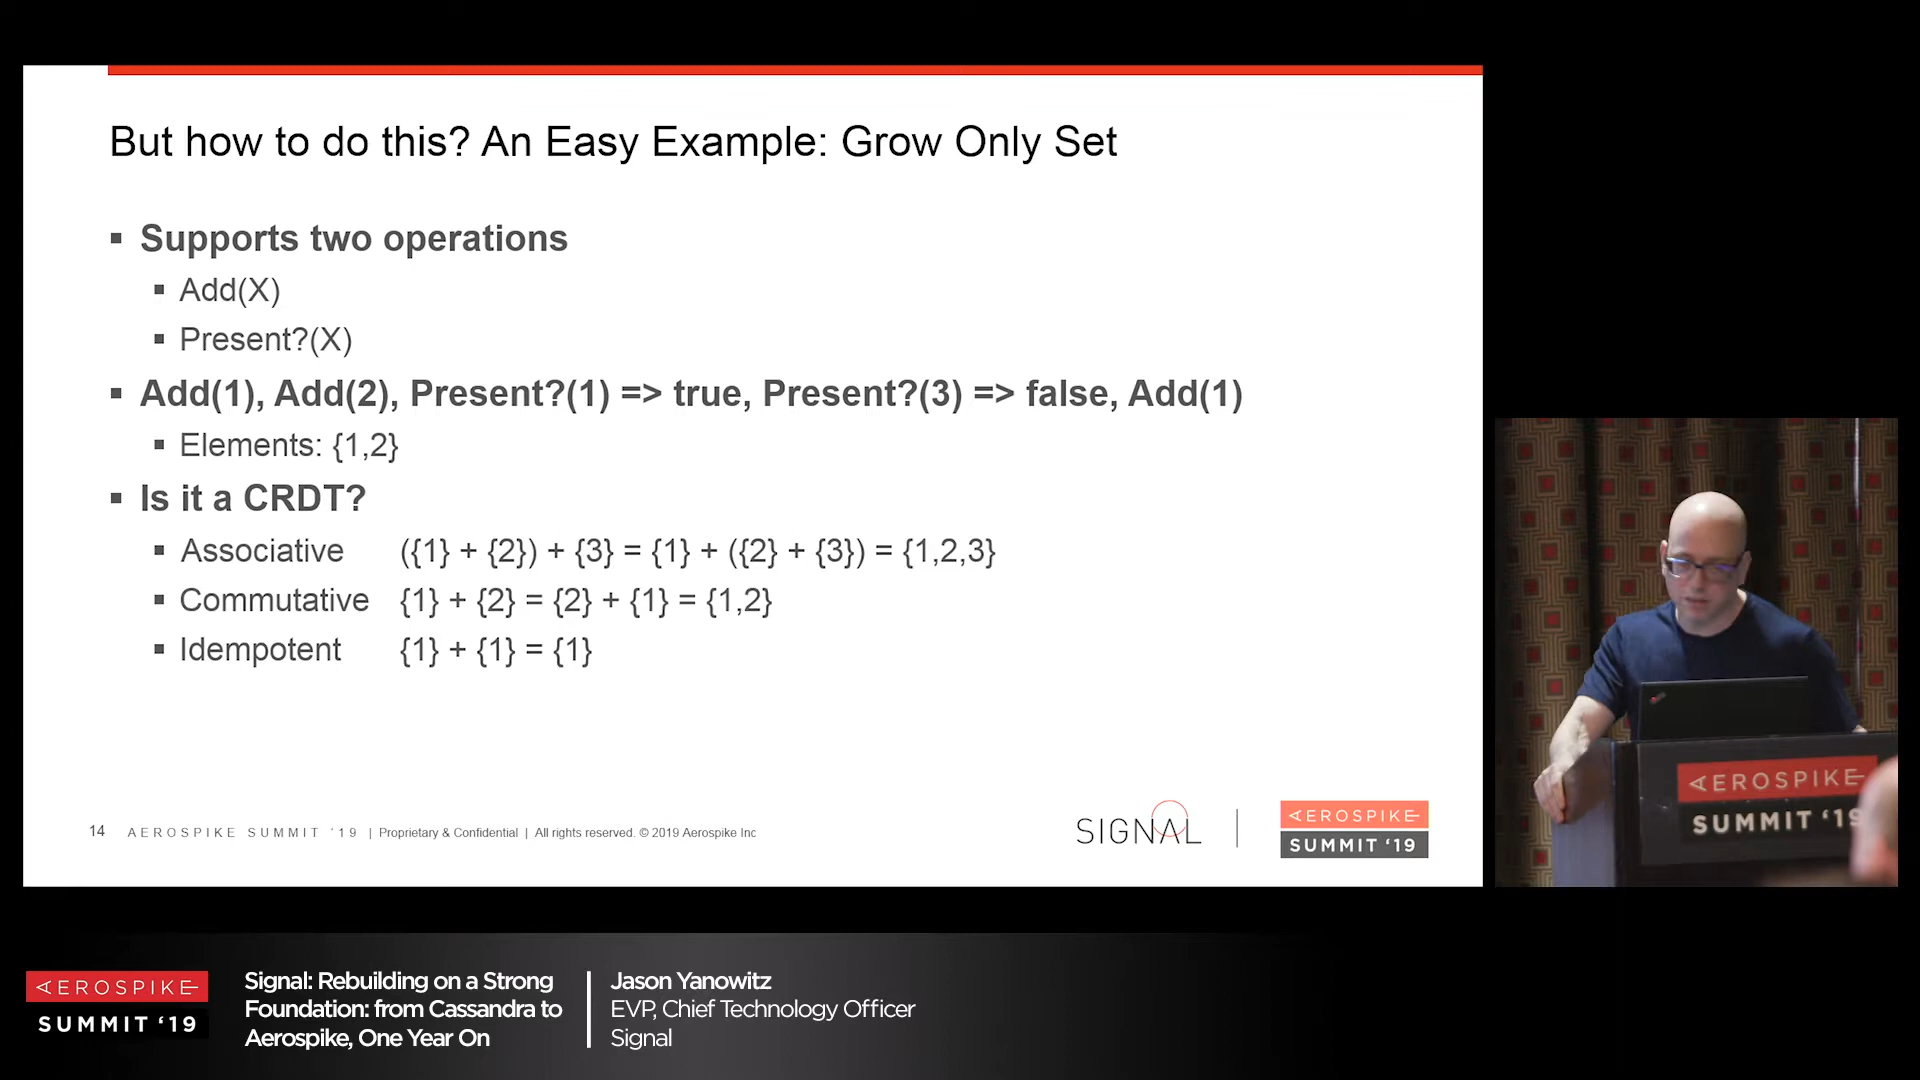 But how to do this? An Easy Example: Grow Only Set
▪ Supports two operations
▪ Add(X)
▪ Present?(X)
▪ Add(1), Add(2), Present?(1) => true, Present?(3) => false, Add(1)
▪ Elements: {1,2}
▪ Is it a CRDT?
▪ Associative ({1} + {2}) + {3} = {1} + ({2} + {3}) = {1,2,3}
▪ Commutative {1} + {2} = {2} + {1} = {1,2}
▪ Idempotent {1} + {1} = {1}
14 AEROSPIKE SUMMIT '19 | Proprietary & Confidential | All rights reserved. © 2019 Aerospike Inc
SIGNAL
AEROSPIKE
SUMMIT '19
AEROSPIKE
SUMMIT '19
AEROSPIKE
SUMMIT '19
Signal: Rebuilding on a Strong
Foundation: from Cassandra to
Aerospike, One Year On
Jason Yanowitz
EVP, Chief Technology Officer
Signal